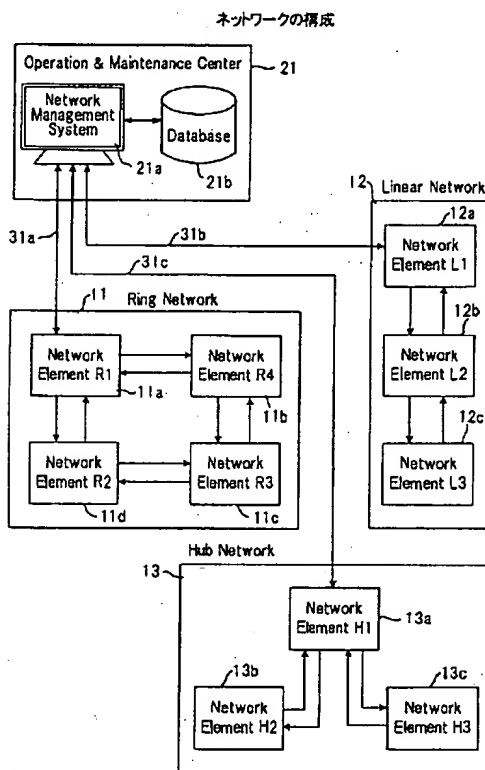 ネットワークの構成
Operation & Maintenance Center
21
Network
Management
System
21a
Database
21b
31a
31b
31c
12
Linear Network
12a
Network
Element L1
12b
Network
Element L2
12c
Network
Element L3
11
Ring Network
Network
Element R1
11a
Network
Element R4
11b
Network
Element R2
11d
Network
Element R3
11c
Hub Network
13
Network
Element H1
13a
13b
Network
Element H2
13c
Network
Element H3